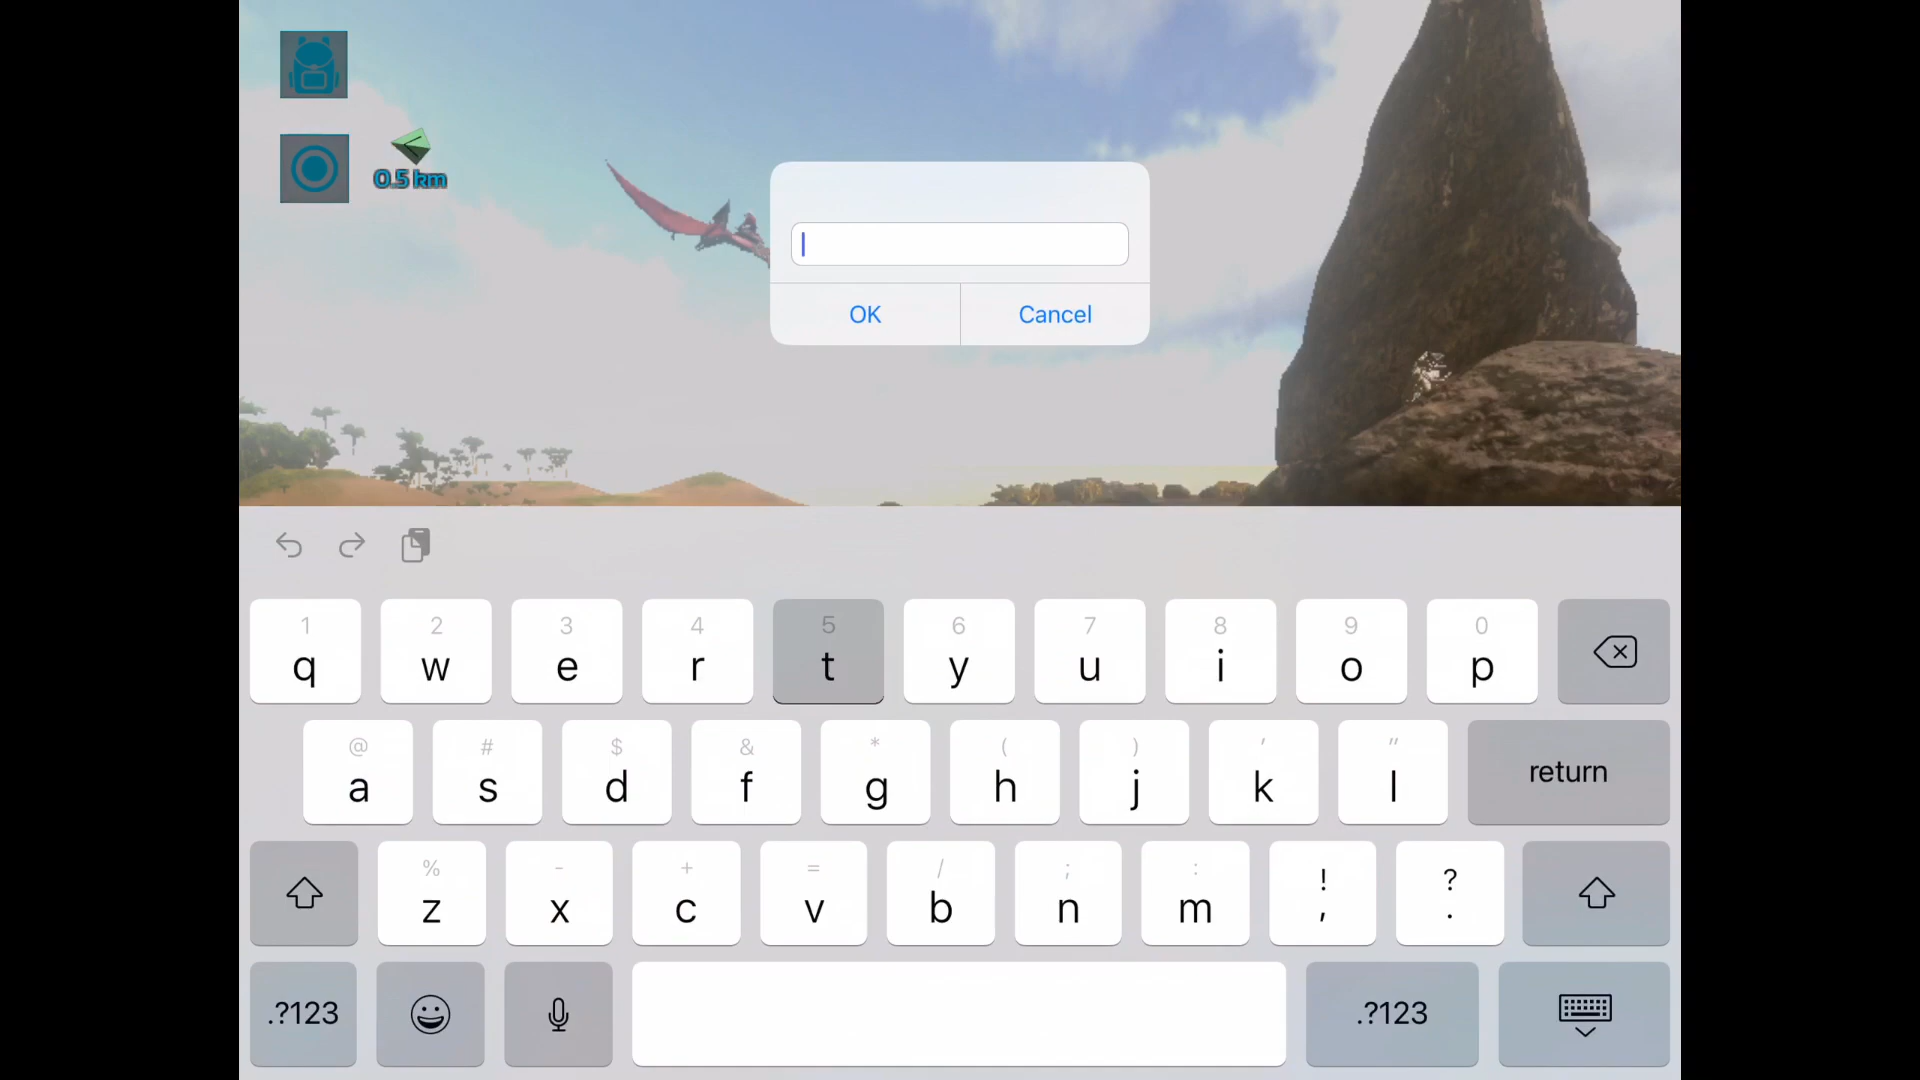 0.5 km
OK Cancel
1 2 3 4 5 6 7 8 9 0
q w e r t y u i o p
@ # $ & * ( ) ' "
a s d f g h j k l return
% - + = / ; : ! ?
z x c v b n m , .
.?123 .?123